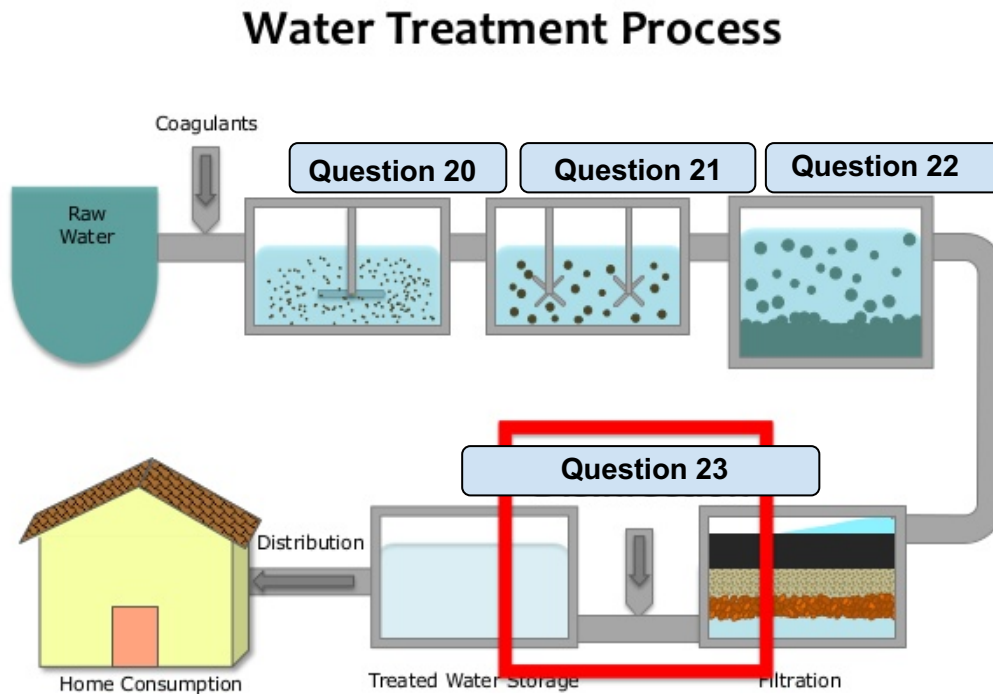 Water Treatment Process
Coagulants
Question 20
Question 21
Question 22
Raw
Water
Question 23
Distribution
Home Consumption
Treated Water Storage
Filtration